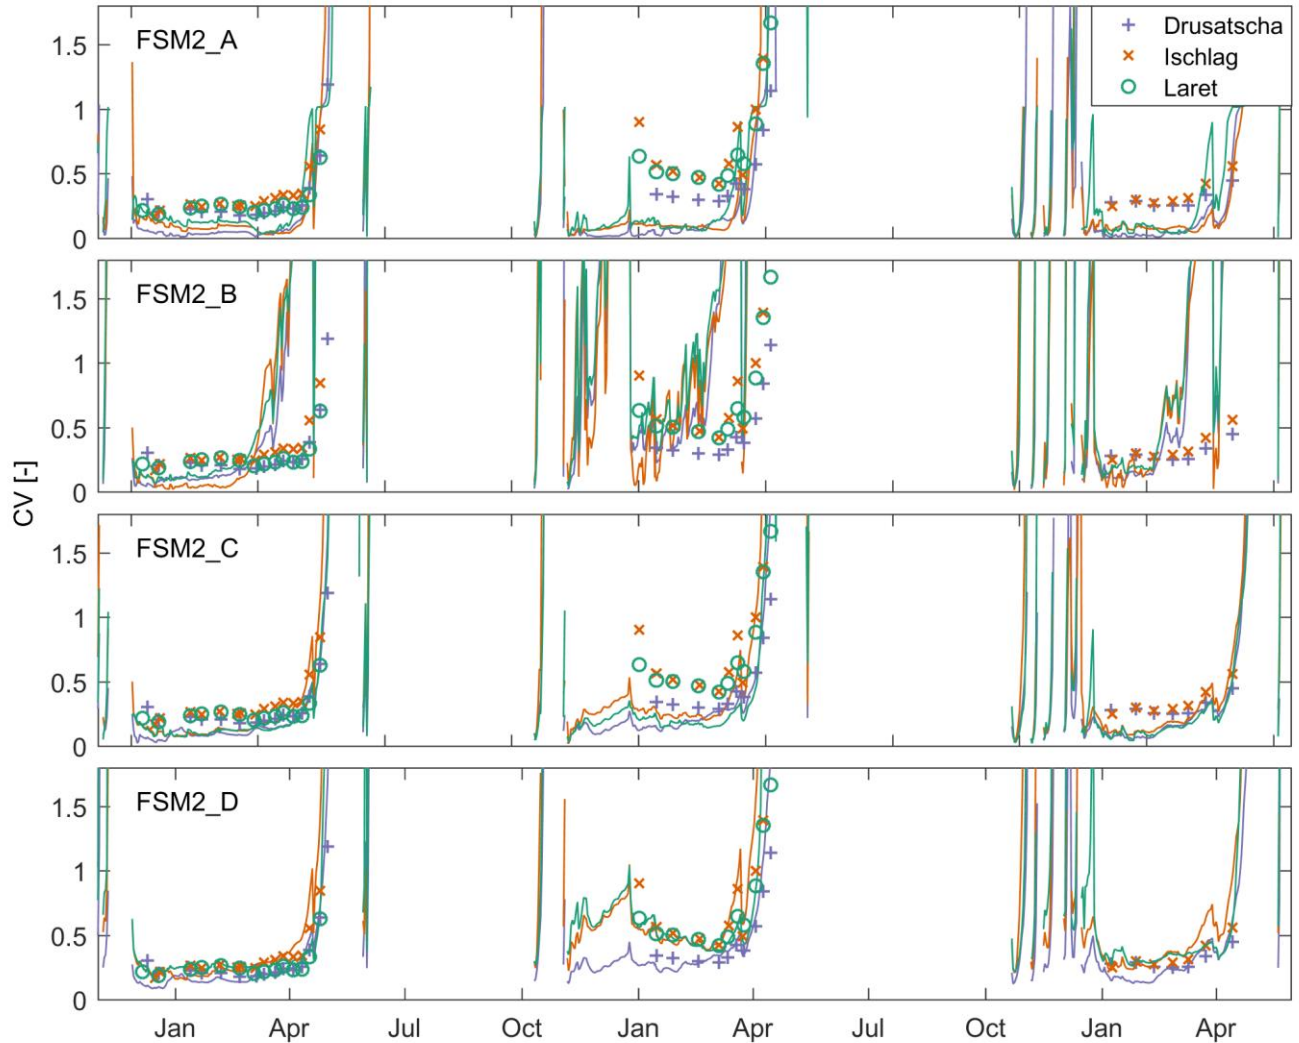 CV [-]
FSM2_A
1.5
1
0.5
0
Drusatscha
Ischlag
Laret
FSM2_B
1.5
1
0.5
0
FSM2_C
1.5
1
0.5
0
FSM2_D
1.5
1
0.5
0
Jan Apr Jul Oct Jan Apr Jul Oct Jan Apr